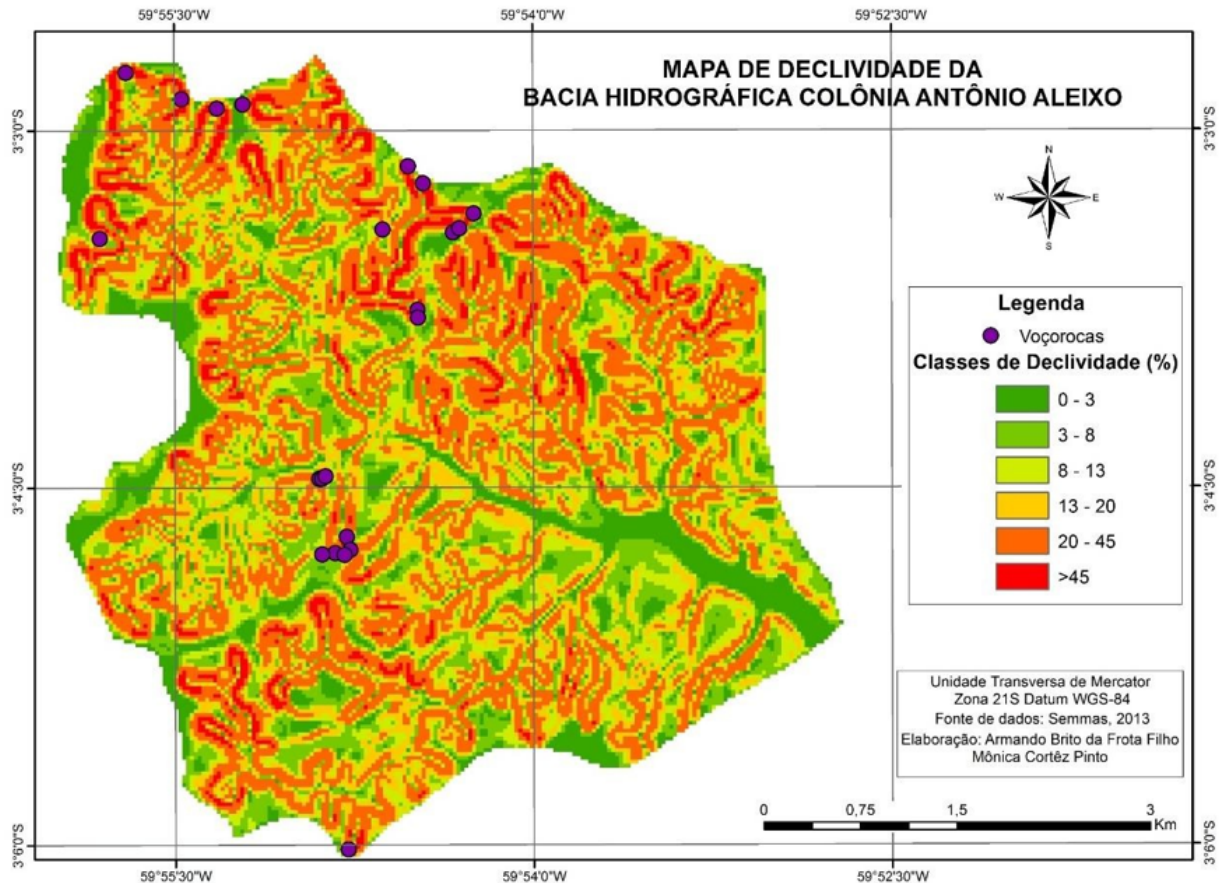 59°55'30"W 59°54'0"W 59°52'30"W
MAPA DE DECLIVIDADE DA
BACIA HIDROGRÁFICA COLÔNIA ANTÔNIO ALEIXO
3°3'0"S 3°3'0"S
N
W E
S
Legenda
Voçorocas
Classes de Declividade (%)
0 - 3
3 - 8
8 - 13
13 - 20
20 - 45
>45
3°4'30"S 3°4'30"S
Unidade Transversa de Mercator
Zona 21S Datum WGS-84
Fonte de dados: Semmas, 2013
Elaboração: Armando Brito da Frota Filho
Mônica Cortêz Pinto
0 0,75 1,5 3
Km
3°6'0"S 3°6'0"S
59°55'30"W 59°54'0"W 59°52'30"W